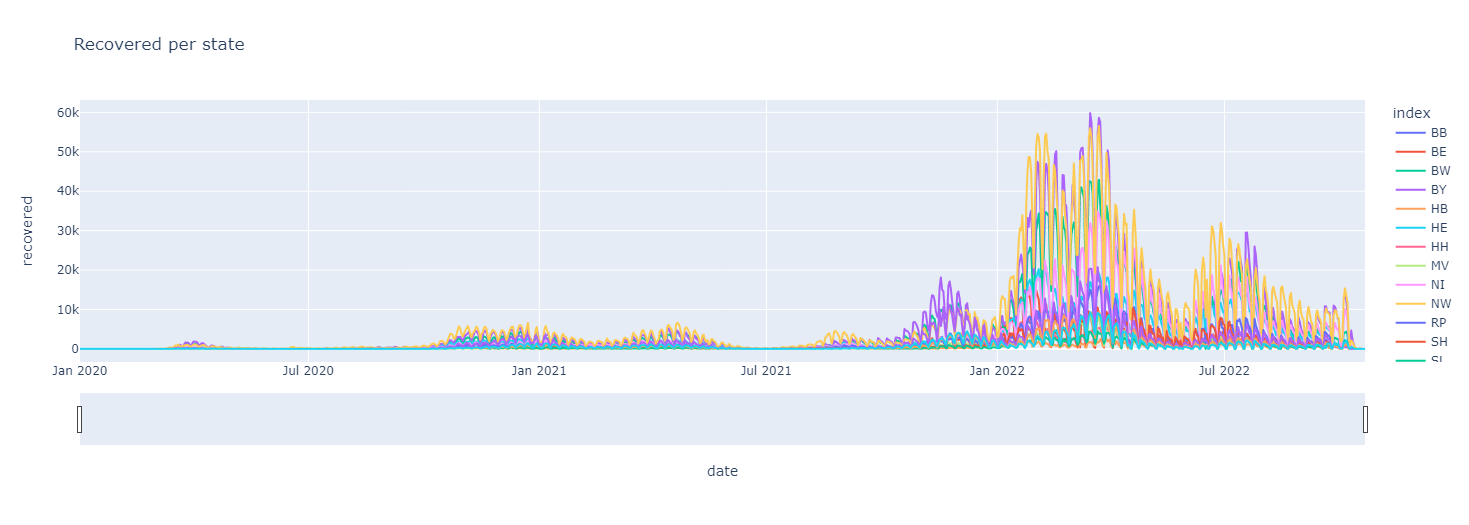 Recovered per state
60k
50k
40k
30k
20k
10k
0
recovered
Jan 2020
Jul 2020
Jan 2021
Jul 2021
Jan 2022
Jul 2022
date
index
BB
BE
BW
BY
HB
HE
HH
MV
NI
NW
RP
SH